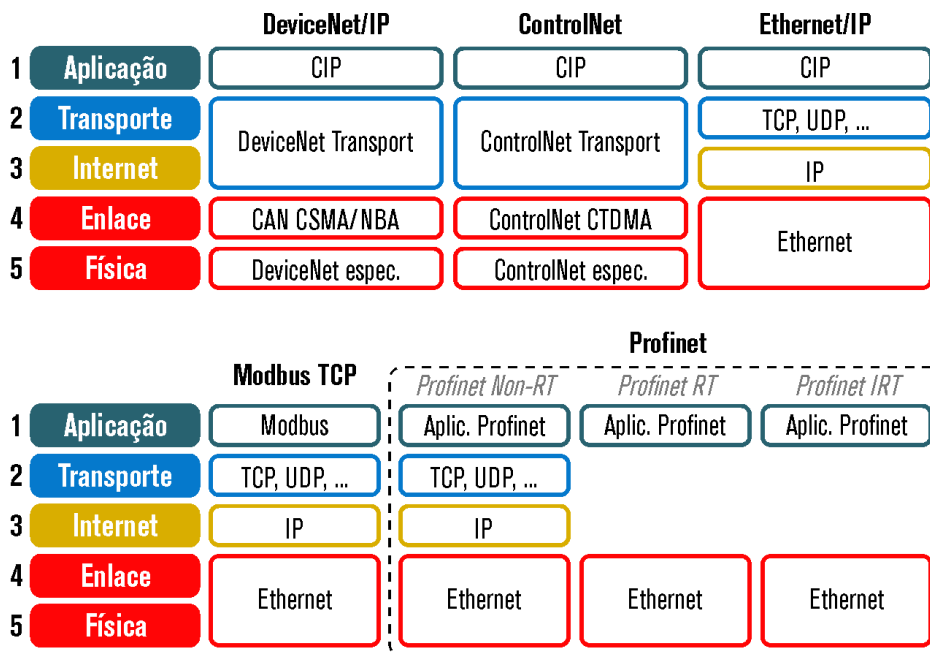 DeviceNet/IP ControlNet Ethernet/IP
1 Aplicação CIP CIP CIP
2 Transporte DeviceNet Transport ControlNet Transport TCP, UDP, ...
3 Internet IP
4 Enlace CAN CSMA/NBA ControlNet CTDMA Ethernet
5 Física DeviceNet espec. ControlNet espec.
Profinet
Modbus TCP Profinet Non-RT Profinet RT Profinet IRT
1 Aplicação Modbus Aplic. Profinet Aplic. Profinet Aplic. Profinet
2 Transporte TCP, UDP, ... TCP, UDP, ...
3 Internet IP IP
4 Enlace Ethernet Ethernet Ethernet Ethernet
5 Física